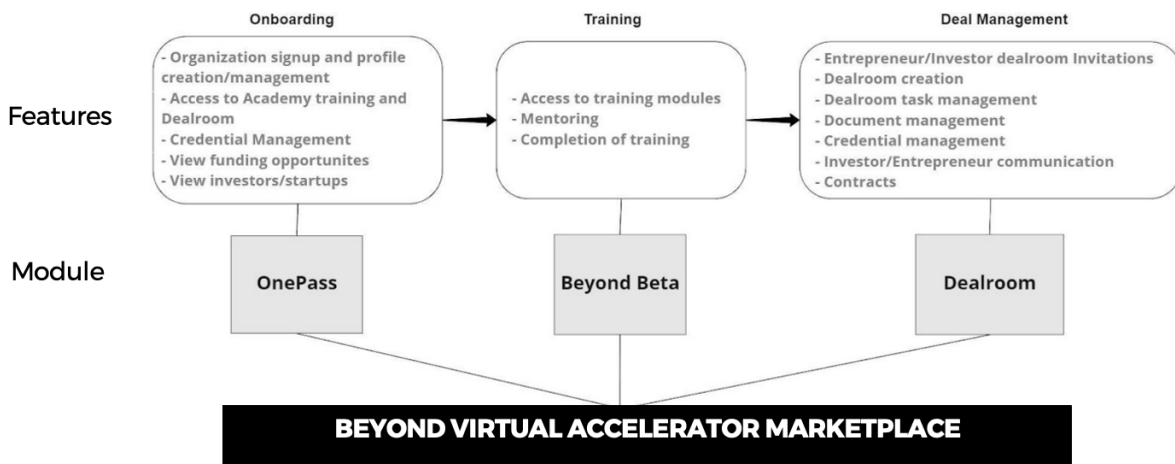 Onboarding
Training
Deal Management
Features
- Organization signup and profile
creation/management
- Access to Academy training and
Dealroom
- Credential Management
- View funding opportunites
- View investors/startups
- Access to training modules
- Mentoring
- Completion of training
- Entrepreneur/Investor dealroom Invitations
- Dealroom creation
- Dealroom task management
- Document management
- Credential management
- Investor/Entrepreneur communication
- Contracts
Module
OnePass
Beyond Beta
Dealroom
BEYOND VIRTUAL ACCELERATOR MARKETPLACE